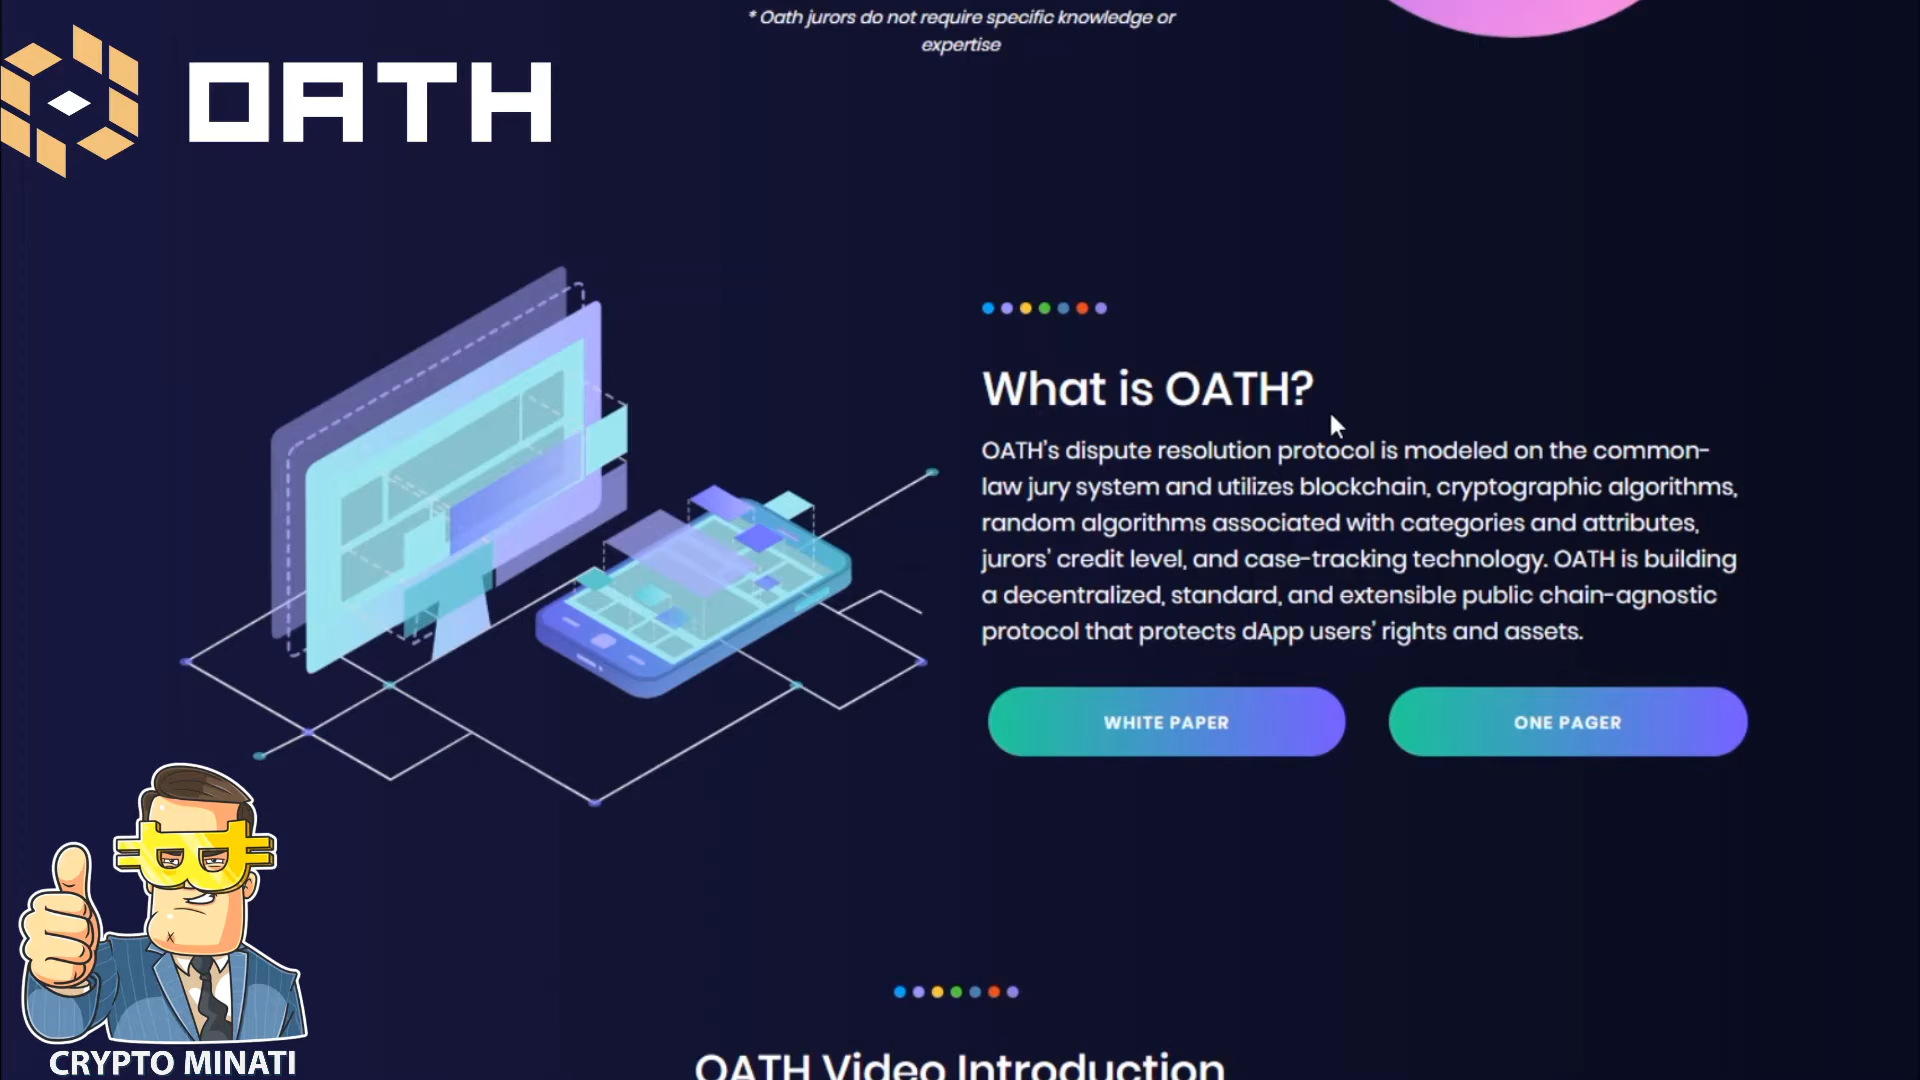 * Oath jurors do not require specific knowledge or
expertise
OATH
What is OATH?
OATH's dispute resolution protocol is modeled on the common-
law jury system and utilizes blockchain, cryptographic algorithms,
random algorithms associated with categories and attributes,
jurors' credit level, and case-tracking technology. OATH is building
a decentralized, standard, and extensible public chain-agnostic
protocol that protects dApp users' rights and assets.
WHITE PAPER
ONE PAGER
CRYPTO MINATI
OATH Video Introduction